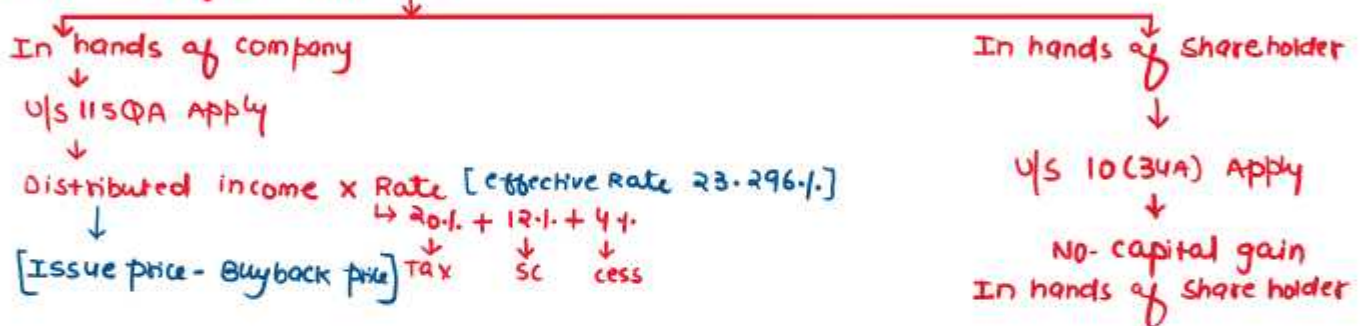 In hands of company
U/S 115QA Apply
Distributed income x Rate [effective Rate 23.296%]
↳ 20% + 12% + 4%
[Issue price - Buyback price] Tax SC cess
In hands of Shareholder
U/S 10(34A) Apply
No-capital gain
In hands of Share holder